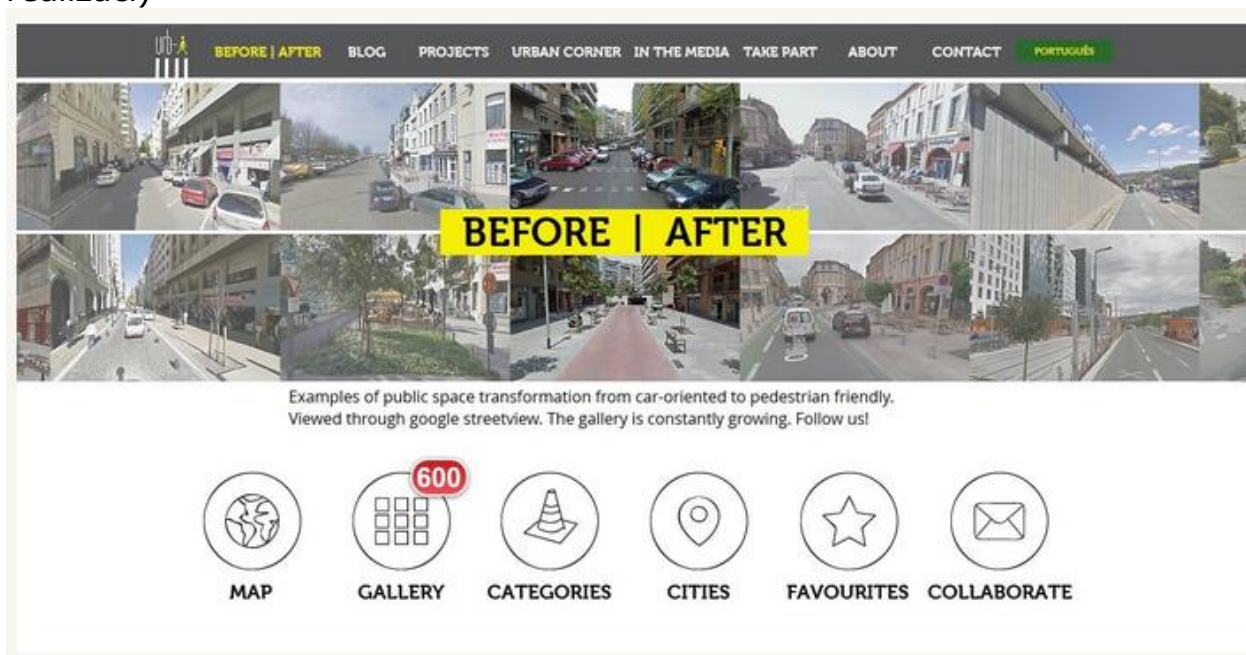 urb-i
BEFORE | AFTER BLOG PROJECTS URBAN CORNER IN THE MEDIA TAKE PART ABOUT CONTACT PORTUGUÊS
BEFORE | AFTER
Examples of public space transformation from car-oriented to pedestrian friendly.
Viewed through google streetview. The gallery is constantly growing. Follow us!
600
MAP GALLERY CATEGORIES CITIES FAVOURITES COLLABORATE